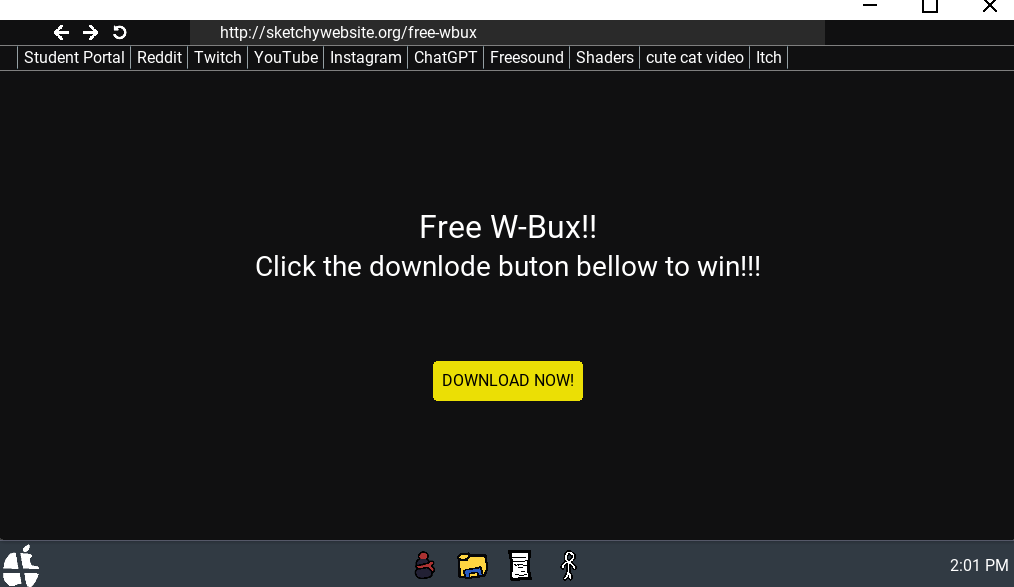 http://sketchywebsite.org/free-wbux
Student Portal Reddit Twitch YouTube Instagram ChatGPT Freesound Shaders cute cat video Itch
Free W-Bux!!
Click the downlode buton bellow to win!!!
DOWNLOAD NOW!
2:01 PM